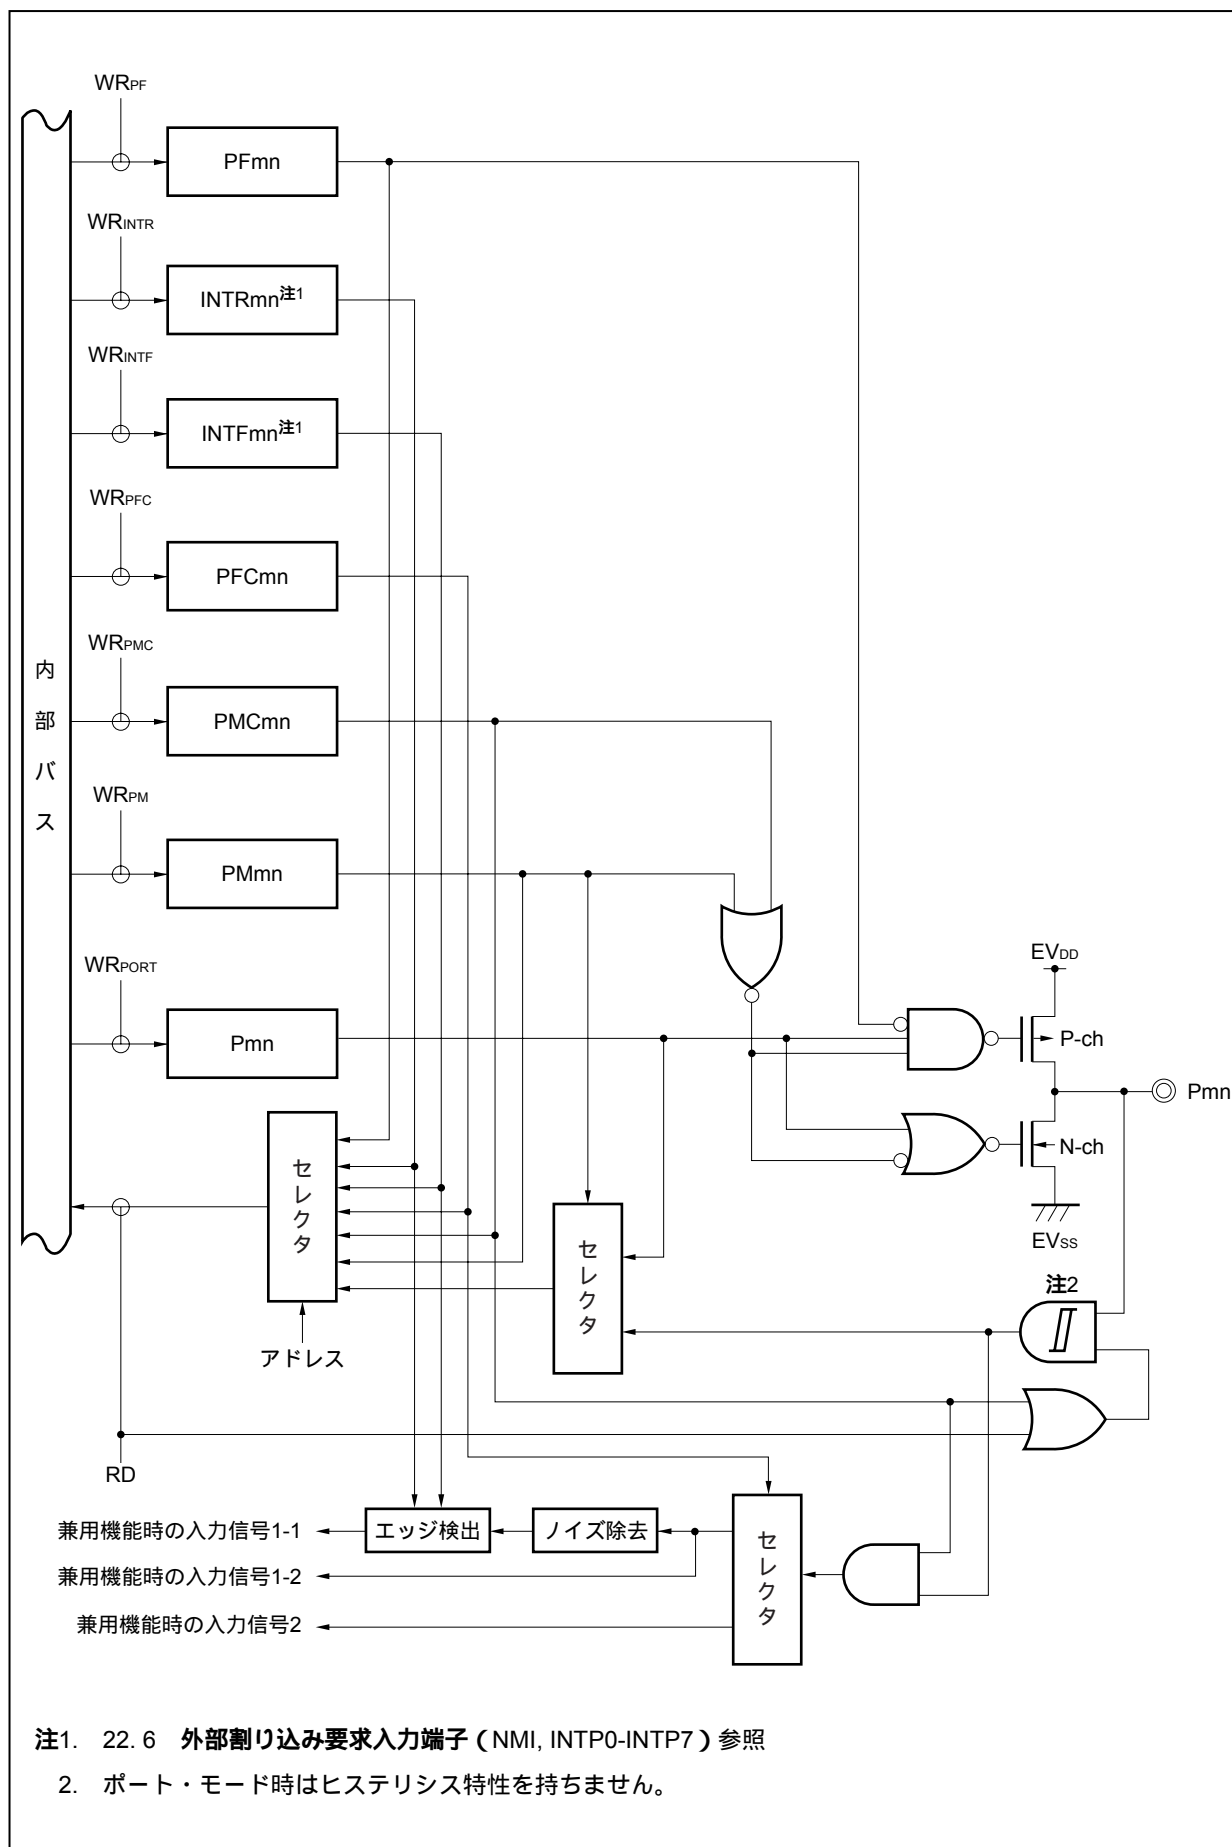 WRPF
PFmn
WRINTR
INTRmn注1
WRINTF
INTFmn注1
WRPFC
PFCmn
WRPMC
内部バス
PMCmn
WRPM
PMmn
WRPORT
Pmn
EVDD
P-ch
Pmn
N-ch
EVSS
セレクタ
セレクタ
アドレス
注2
RD
兼用機能時の入力信号1-1
エッジ検出
ノイズ除去
セレクタ
兼用機能時の入力信号1-2
兼用機能時の入力信号2
注1. 22. 6 外部割り込み要求入力端子（NMI, INTP0-INTP7）参照
2. ポート・モード時はヒステリシス特性を持ちません。